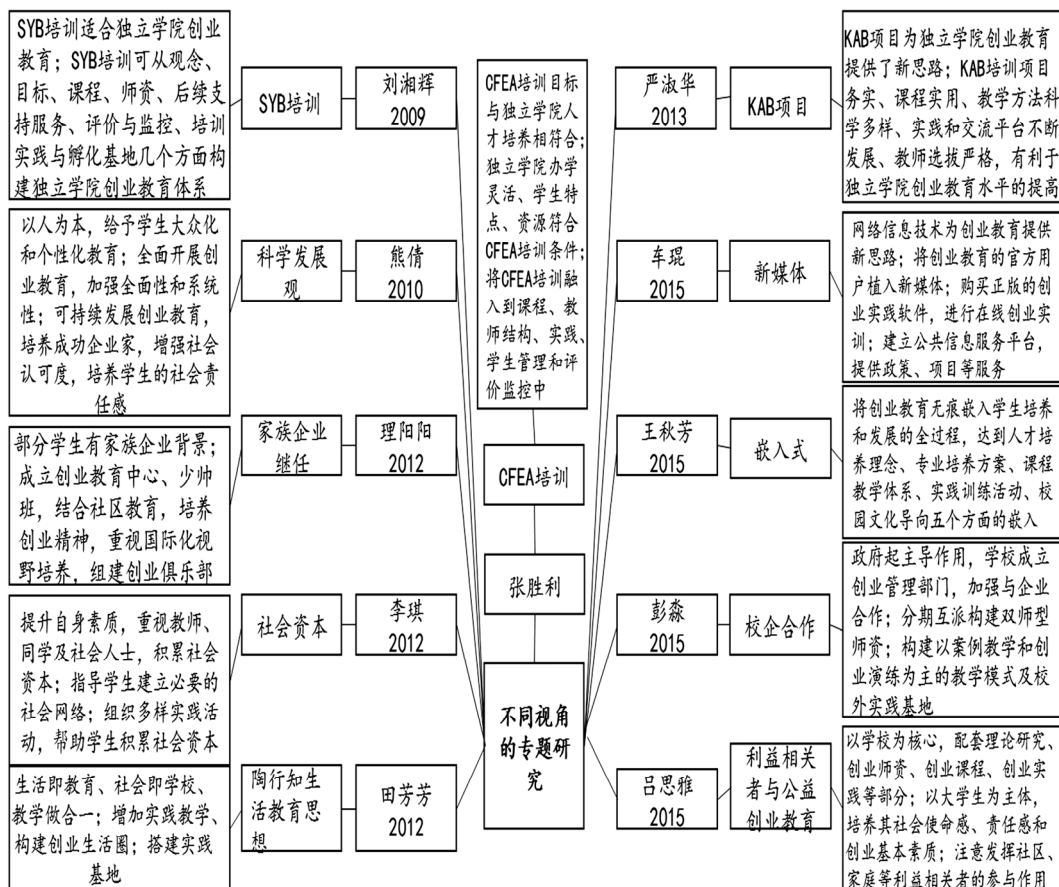 SYB培训适合独立学院创业
教育；SYB培训可从观念、
目标、课程、师资、后续支
持服务、评价与监控、培训
实践与孵化基地几个方面构
建独立学院创业教育体系
SYB培训
刘湘辉
2009
以人为本，给予学生大众化
和个性化教育；全面开展创
业教育，加强全面性和系统
性；可持续发展创业教育，
培养成功企业家，增强社会
认可度，培养学生的社会责
任感
科学发展
观
熊倩
2010
部分学生有家族企业背景；
成立创业教育中心、少帅
班，结合社区教育，培养
创业精神，重视国际化视
野培养，组建创业俱乐部
家族企业
继任
理阳阳
2012
提升自身素质，重视教师、
同学及社会人士，积累社会
资本；指导学生建立必要的
社会网络；组织多样实践活
动，帮助学生积累社会资本
社会资本
李琪
2012
生活即教育、社会即学校、
教学做合一；增加实践教学、
构建创业生活圈；搭建实践
基地
陶行知生
活教育思
想
田芳芳
2012
CFEA培训目标
与独立学院人
才培养相符合；
独立学院办学
灵活、学生特
点、资源符合
CFEA培训条件；
将CFEA培训融
入到课程、教
师结构、实践、
学生管理和评
价监控中
CFEA培训
张胜利
不同视角
的专题研
究
严淑华
2013
KAB项目
KAB项目为独立学院创业教育
提供了新思路；KAB培训项目
务实、课程实用、教学方法科
学多样、实践和交流平台不断
发展、教师选拔严格，有利于
独立学院创业教育水平的提高
车琨
2015
新媒体
网络信息技术为创业教育提供
新思路；将创业教育的官方用
户植入新媒体；购买正版的创
业实践软件，进行在线创业实
训；建立公共信息服务平台，
提供政策、项目等服务
王秋芳
2015
嵌入式
将创业教育无痕嵌入学生培养
和发展的全过程，达到人才培
养理念、专业培养方案、课程
教学体系、实践训练活动、校
园文化导向五个方面的嵌入
彭淼
2015
校企合作
政府起主导作用，学校成立
创业管理部门，加强与企业
合作；分期互派构建双师型
师资；构建以案例教学和创
业演练为主的教学模式及校
外实践基地
吕思雅
2015
利益相关
者与公益
创业教育
以学校为核心，配套理论研究、
创业师资、创业课程、创业实
践等部分；以大学生为主体，
培养其社会使命感、责任感和
创业基本素质；注意发挥社区、
家庭等利益相关者的参与作用